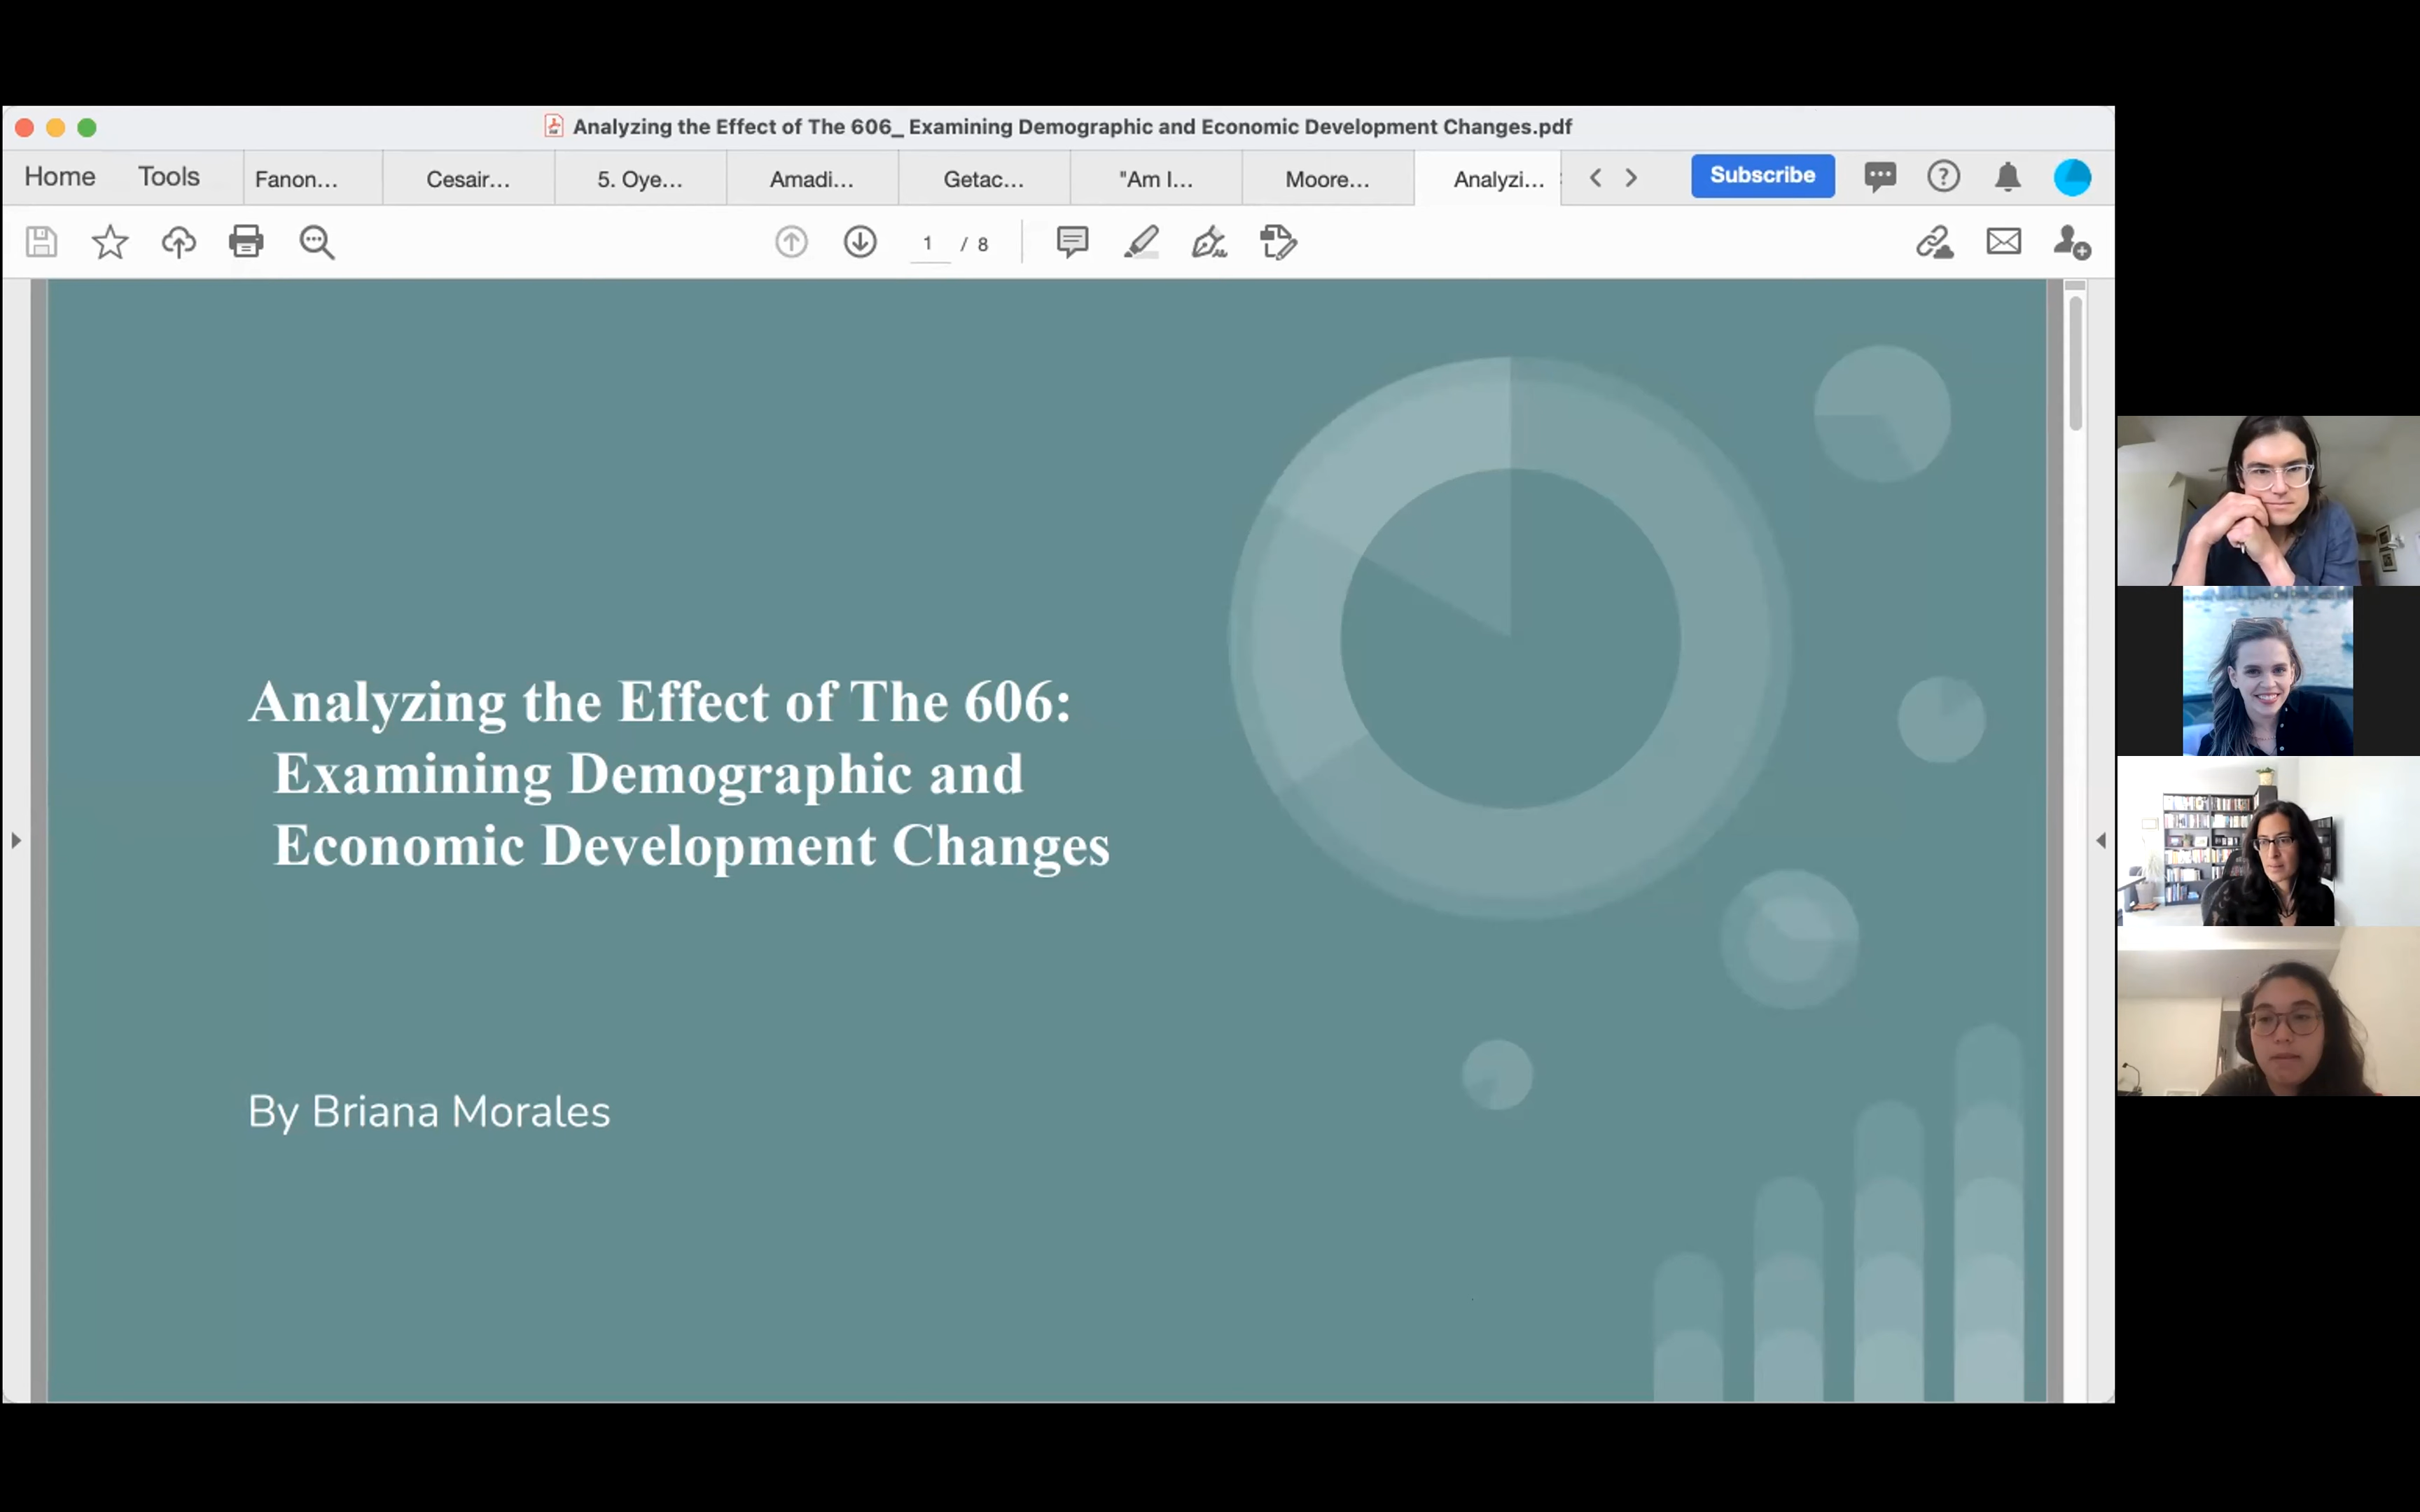 Analyzing the Effect of The 606_ Examining Demographic and Economic Development Changes.pdf
Home Tools Fanon... Cesair... 5. Oye... Amadi... Getac... "Am I... Moore... Analyzi... Subscribe
1 / 8
Analyzing the Effect of The 606:
Examining Demographic and
Economic Development Changes
By Briana Morales